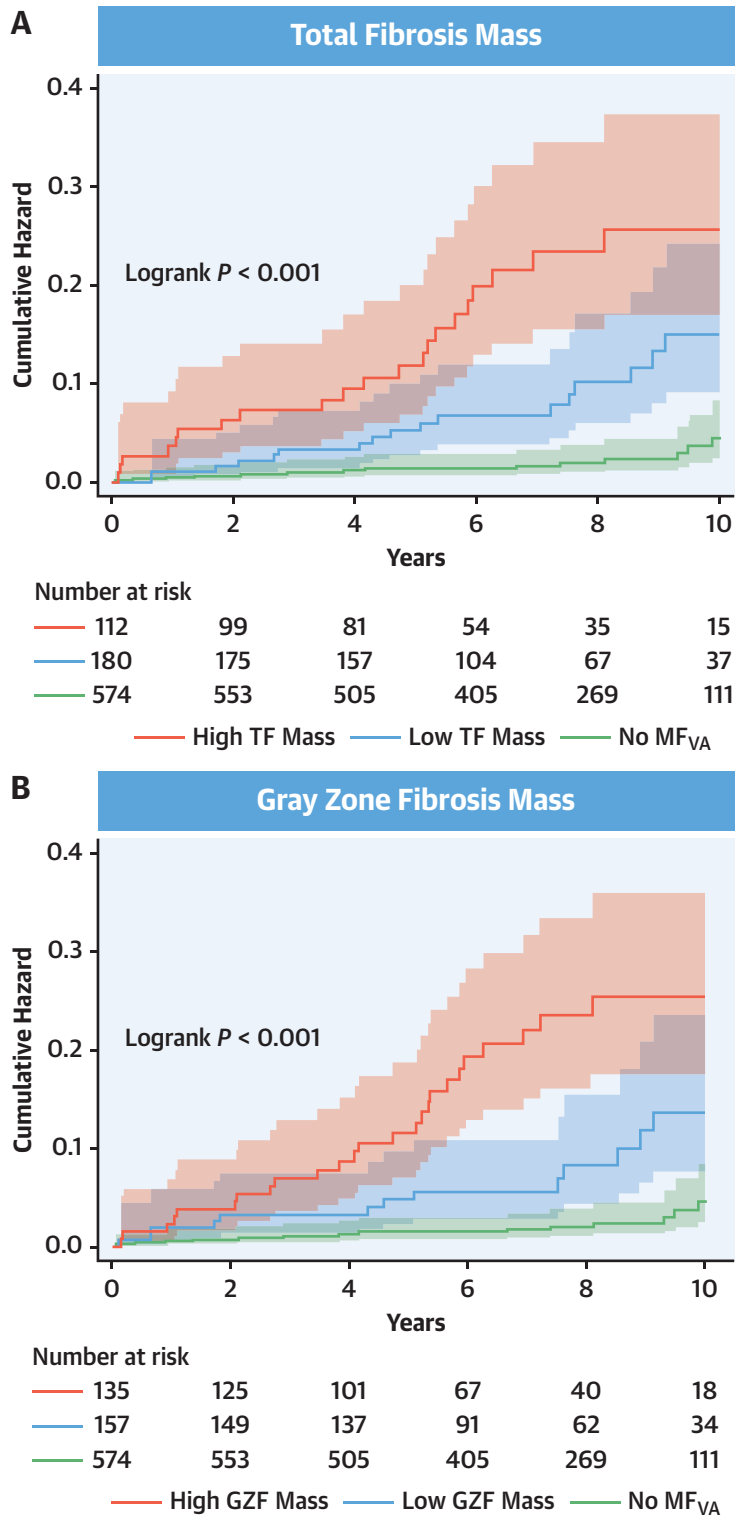 A
Total Fibrosis Mass
0.4
0.3
0.2
0.1
0.0
Cumulative Hazard
Logrank P < 0.001
0 2 4 6 8 10
Years
Number at risk
112 99 81 54 35 15
180 175 157 104 67 37
574 553 505 405 269 111
High TF Mass Low TF Mass No MFVA
B
Gray Zone Fibrosis Mass
0.4
0.3
0.2
0.1
0.0
Cumulative Hazard
Logrank P < 0.001
0 2 4 6 8 10
Years
Number at risk
135 125 101 67 40 18
157 149 137 91 62 34
574 553 505 405 269 111
High GZF Mass Low GZF Mass No MFVA